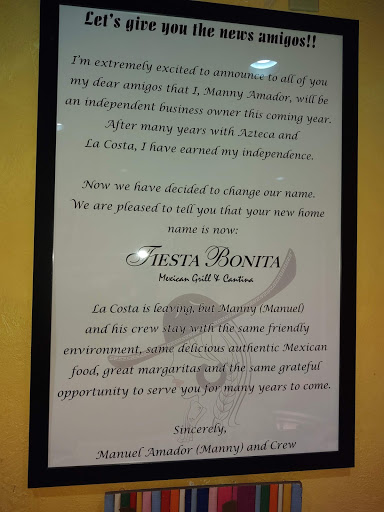 Let's give you the news amigos!!
I'm extremely excited to announce to all of you
my dear amigos that I, Manny Amador, will be
an independent business owner this coming year.
After many years with Azteca and
La Costa, I have earned my independence.
Now we have decided to change our name.
We are pleased to tell you that your new home
name is now:
FIESTA BONITA
Mexican Grill & Cantina
La Costa is leaving, but Manny (Manuel)
and his crew stay with the same friendly
environment, same delicious authentic Mexican
food, great margaritas and the same grateful
opportunity to serve you for many years to come.
Sincerely,
Manuel Amador (Manny) and Crew